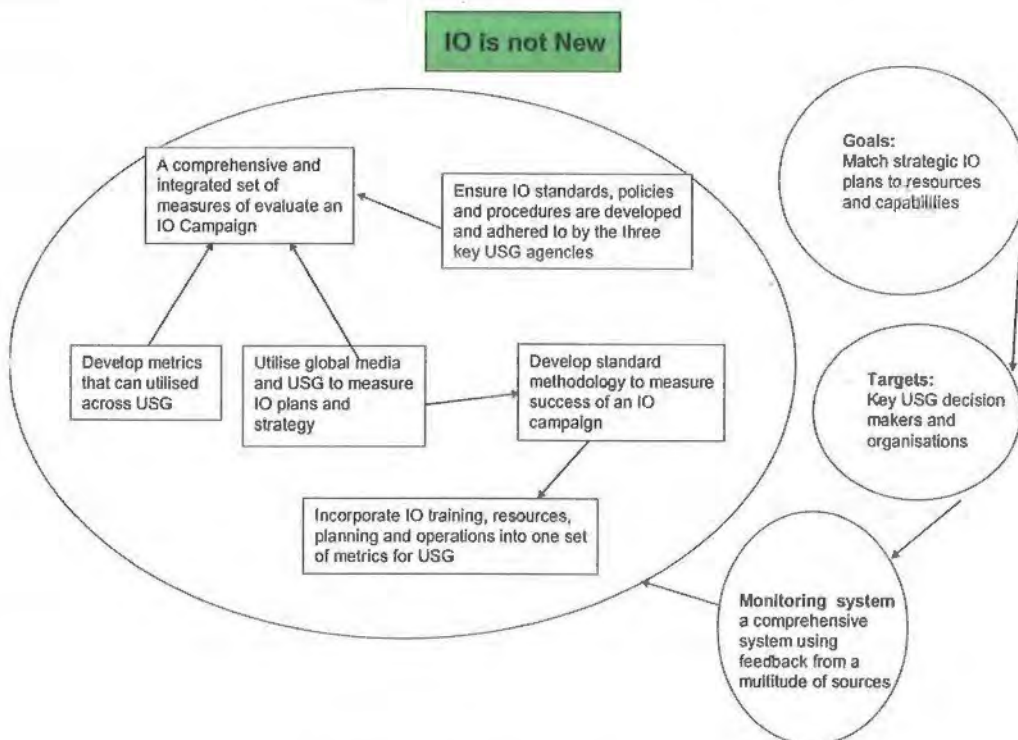 IO is not New
A comprehensive and
integrated set of
measures of evaluate an
IO Campaign
Ensure IO standards, policies
and procedures are developed
and adhered to by the three
key USG agencies
Develop metrics
that can utilised
across USG
Utilise global media
and USG to measure
IO plans and
strategy
Develop standard
methodology to measure
success of an IO
campaign
Incorporate IO training, resources,
planning and operations into one set
of metrics for USG
Goals:
Match strategic IO
plans to resources
and capabilities
Targets:
Key USG decision
makers and
organisations
Monitoring system
a comprehensive
system using
feedback from a
multitude of sources